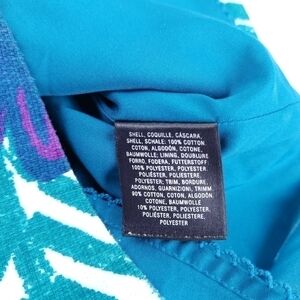 SHELL, COQUILLE, CÁSCARA,
SHELL, SCHALE: 100% COTTON,
COTON, ALGODÓN, COTONE,
BAUMWOLLE; LINING, DOUBLURE
FORRO, FODERA, FUTTERSTOFF
100% POLYESTER, POLYESTER,
POLIÉSTER, POLIESTERE,
POLYESTER; TRIM, BORDURE,
ADORNOS, GUARNIZIONI, TRIMM
90% COTTON, COTON, ALGODÓN
COTONE, BAUMWOLLE
10% POLYESTER, POLYESTER,
POLIÉSTER, POLIESTERE,
POLYESTER